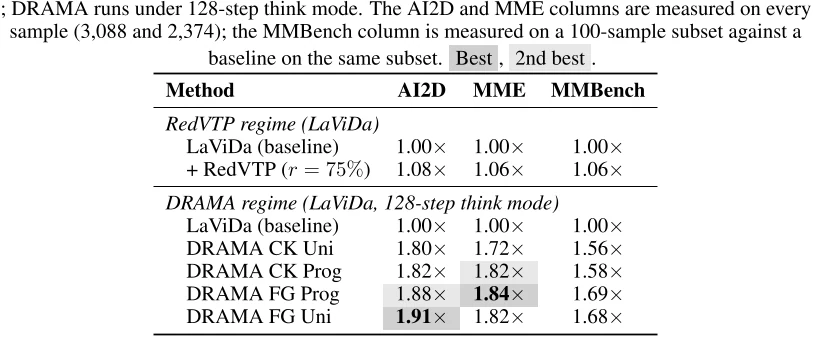 ; DRAMA runs under 128-step think mode. The AI2D and MME columns are measured on every
sample (3,088 and 2,374); the MMBench column is measured on a 100-sample subset against a
baseline on the same subset. Best , 2nd best .
Method AI2D MME MMBench
RedVTP regime (LaViDa)
LaViDa (baseline) 1.00× 1.00× 1.00×
+ RedVTP (r = 75%) 1.08× 1.06× 1.06×
DRAMA regime (LaViDa, 128-step think mode)
LaViDa (baseline) 1.00× 1.00× 1.00×
DRAMA CK Uni 1.80× 1.72× 1.56×
DRAMA CK Prog 1.82× 1.82× 1.58×
DRAMA FG Prog 1.88× 1.84× 1.69×
DRAMA FG Uni 1.91× 1.82× 1.68×